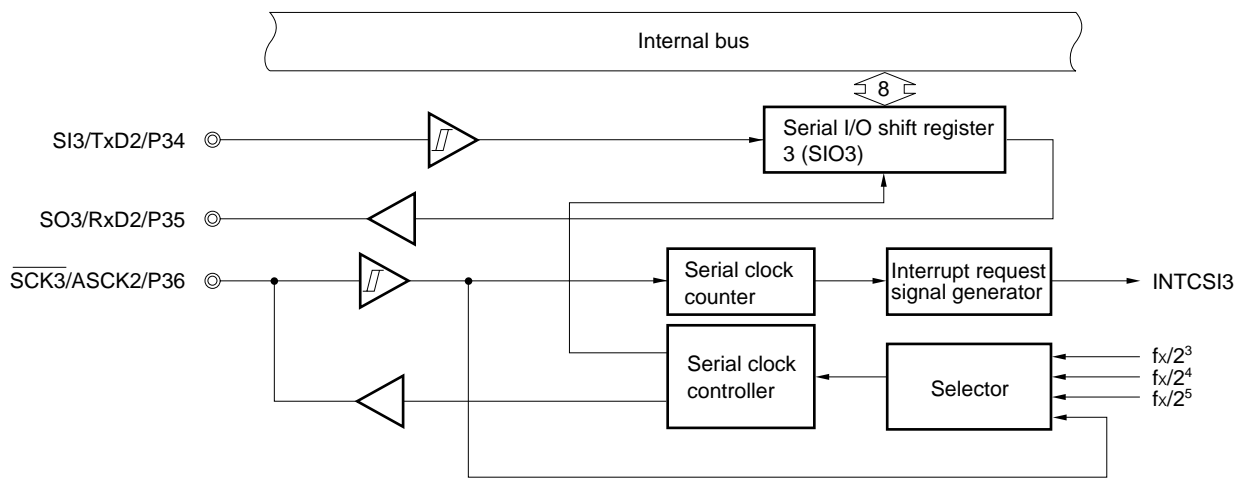 Internal bus
8
SI3/TxD2/P34
Serial I/O shift register
3 (SIO3)
SO3/RxD2/P35
SCK3/ASCK2/P36
Serial clock
counter
Interrupt request
signal generator
INTCSI3
Serial clock
controller
Selector
fX/2³
fX/2⁴
fX/2⁵